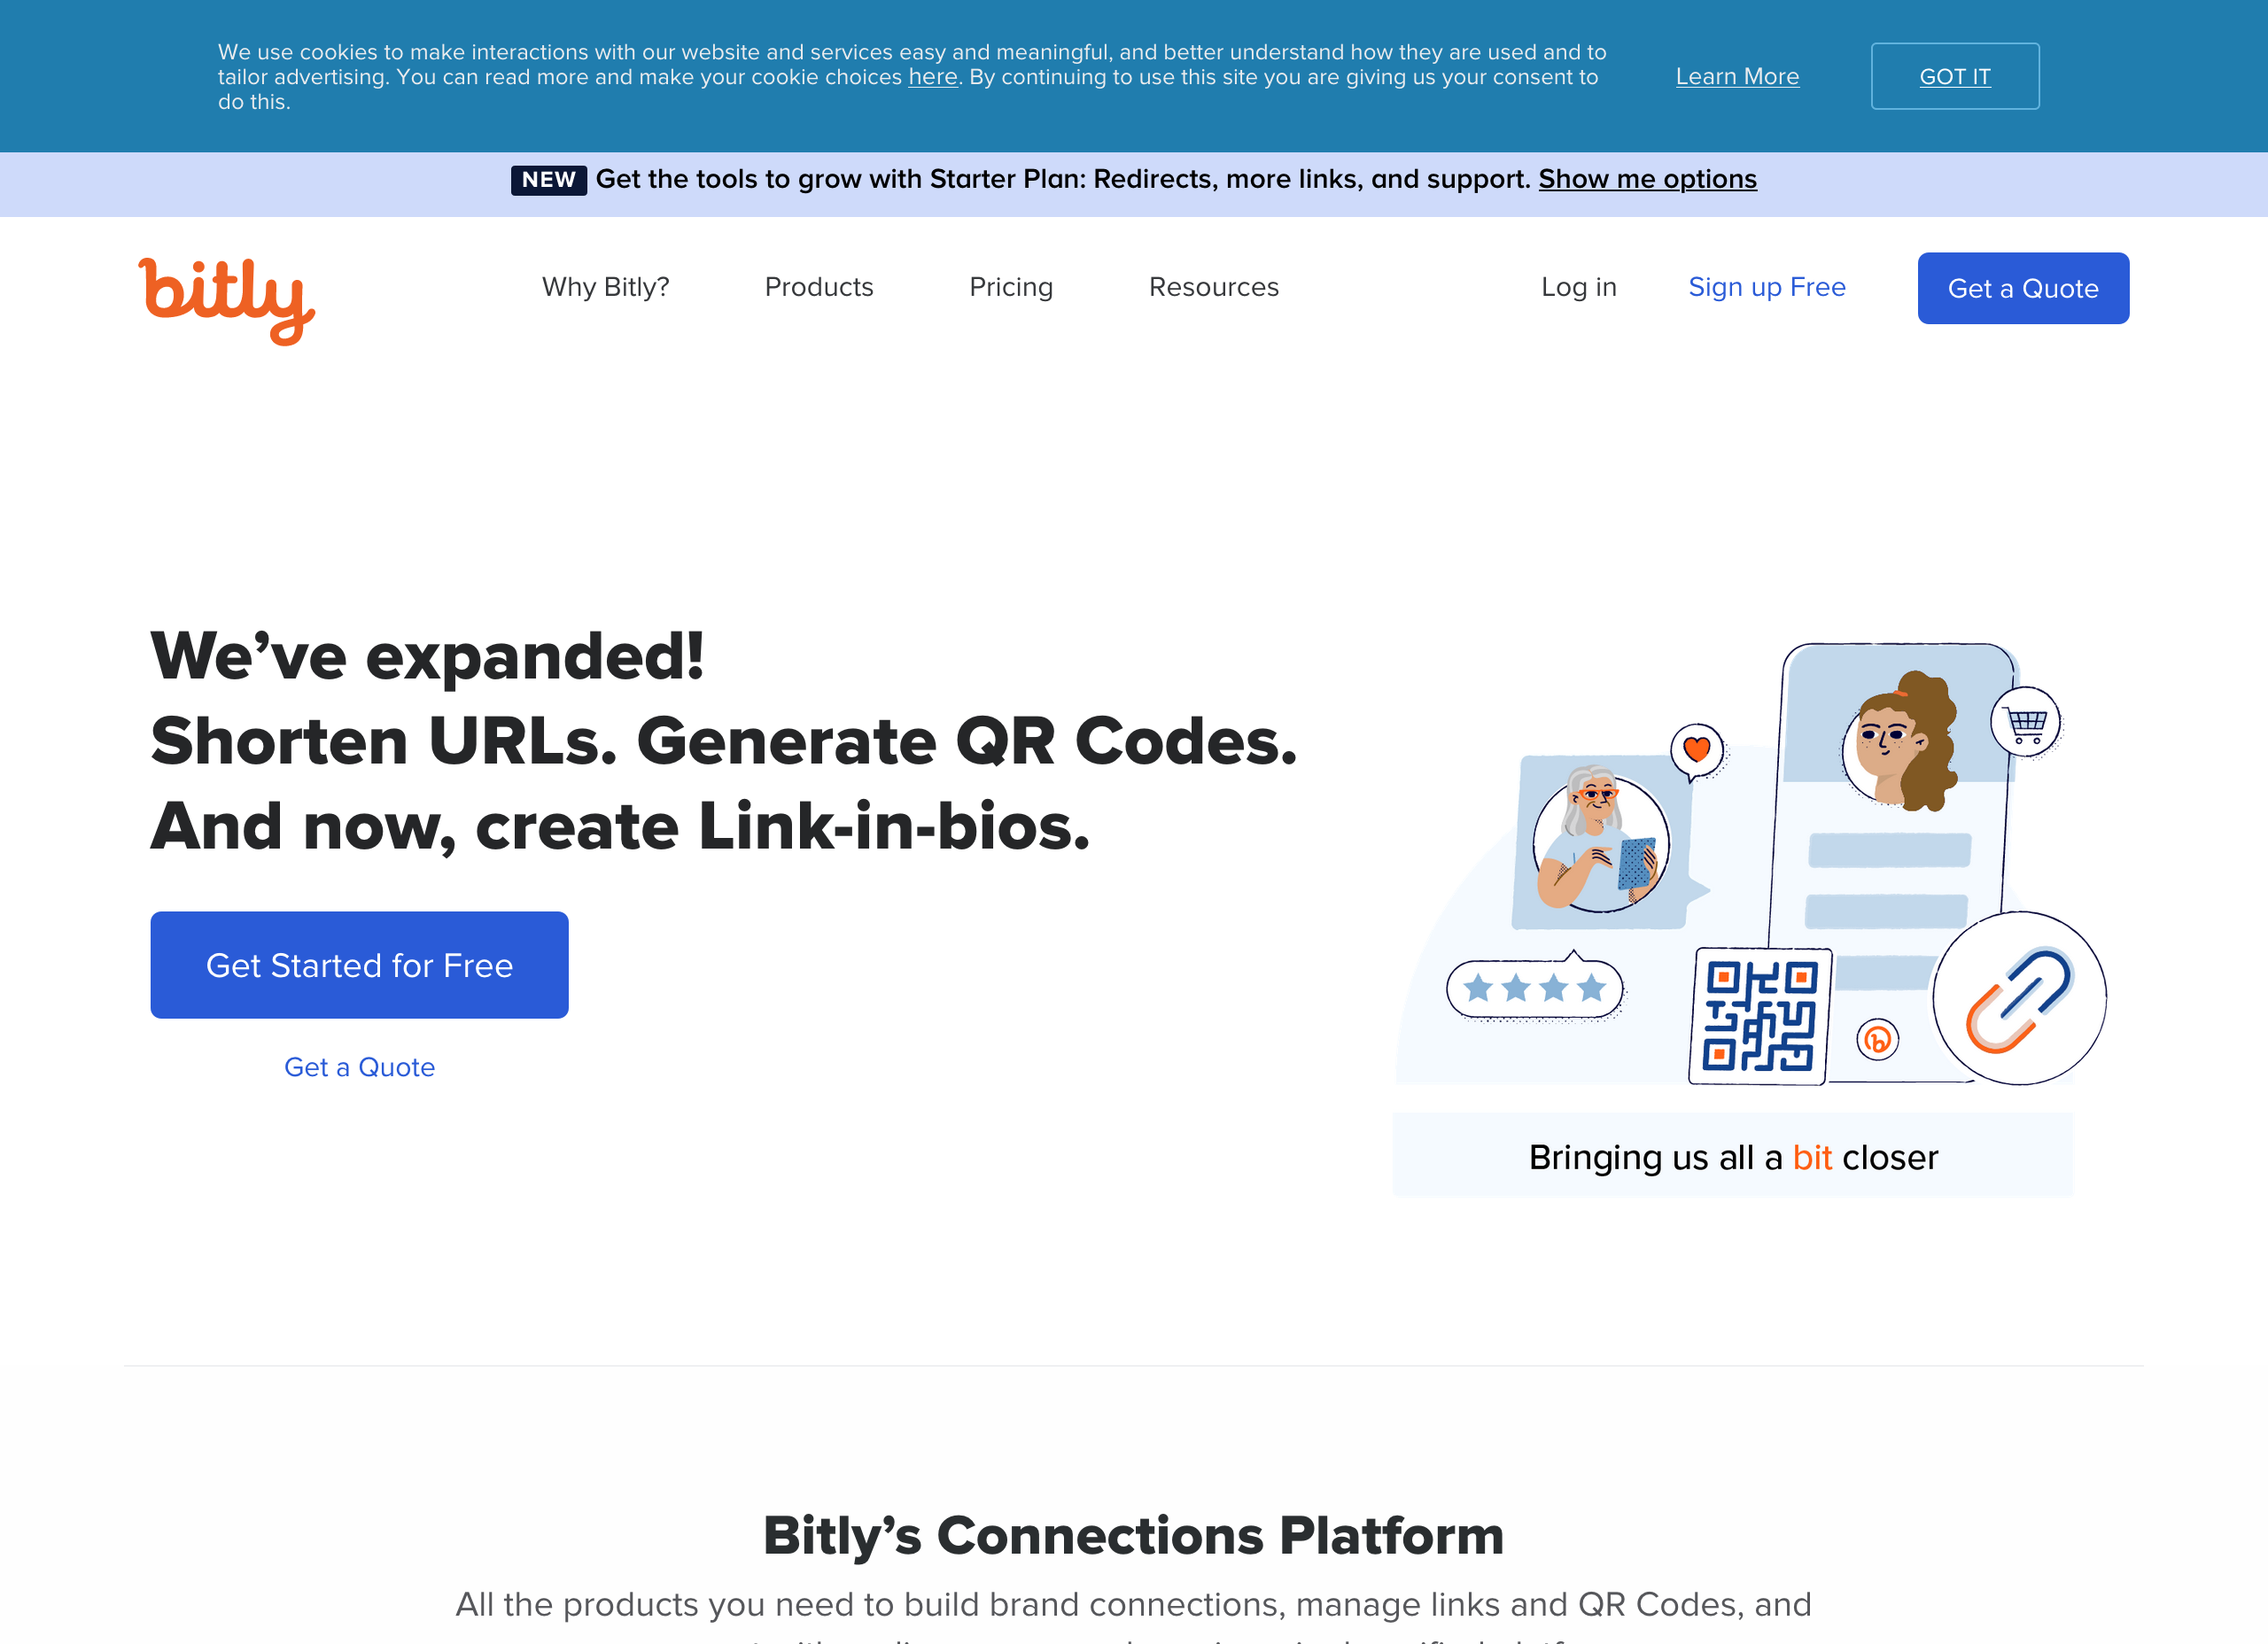 We use cookies to make interactions with our website and services easy and meaningful, and better understand how they are used and to
tailor advertising. You can read more and make your cookie choices here. By continuing to use this site you are giving us your consent to
do this.
Learn More
GOT IT
NEW Get the tools to grow with Starter Plan: Redirects, more links, and support. Show me options
bitly
Why Bitly?
Products
Pricing
Resources
Log in
Sign up Free
Get a Quote
We’ve expanded!
Shorten URLs. Generate QR Codes.
And now, create Link-in-bios.
Get Started for Free
Get a Quote
Bringing us all a bit closer
Bitly’s Connections Platform
All the products you need to build brand connections, manage links and QR Codes, and